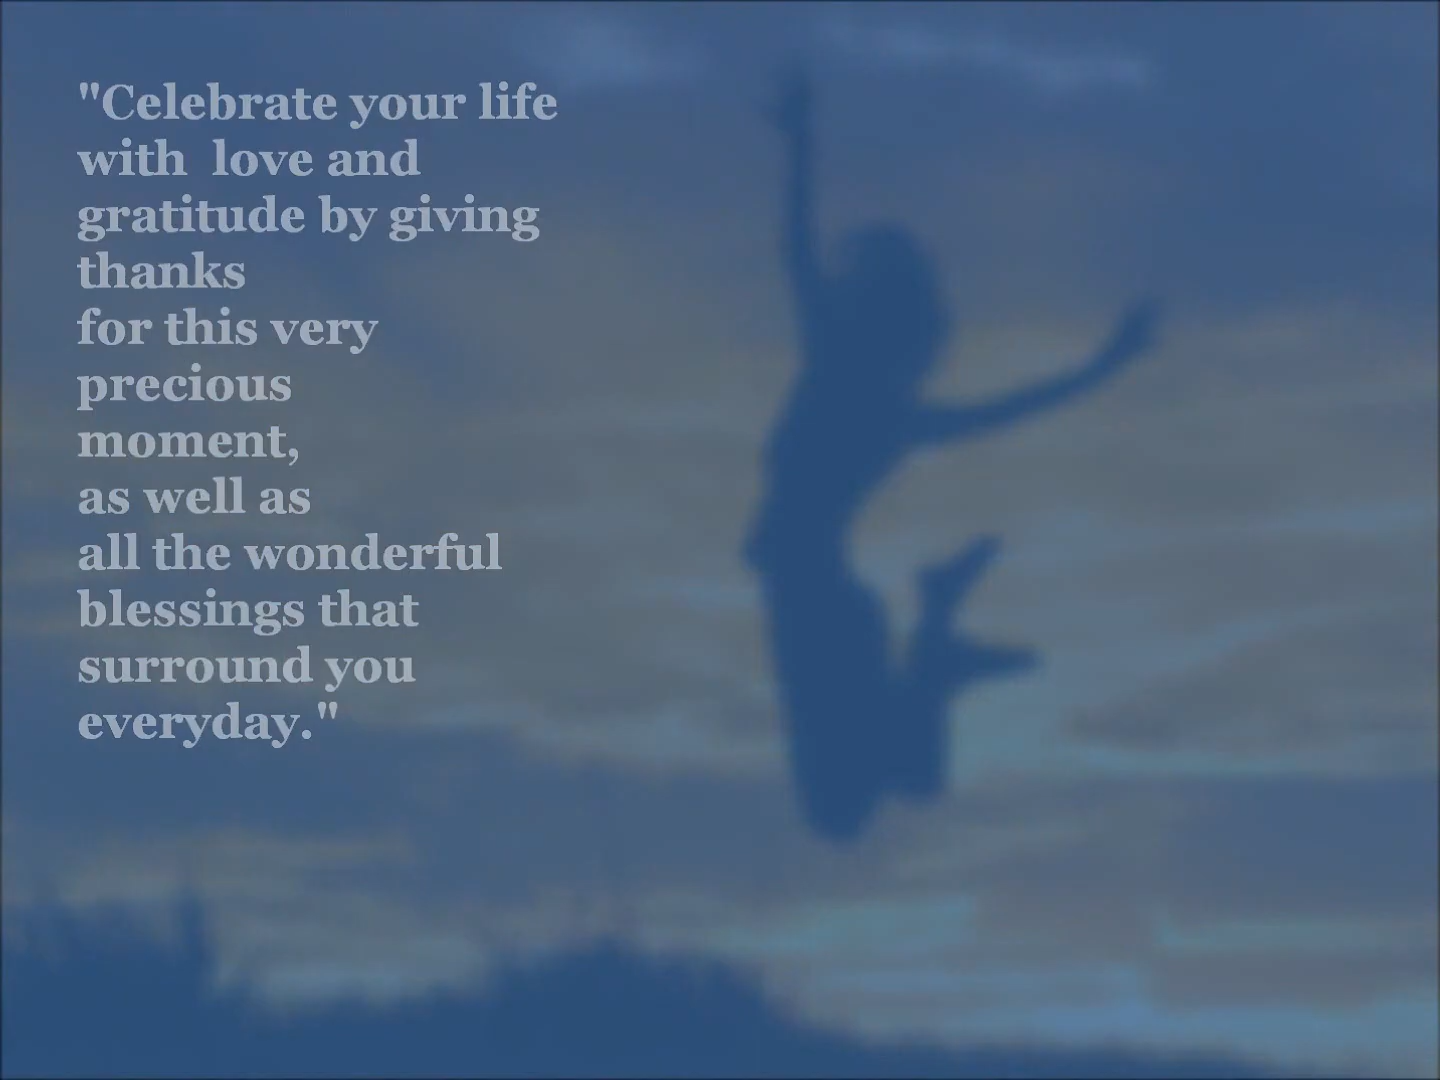 "Celebrate your life
with  love and
gratitude by giving
thanks
for this very
precious
moment,
as well as
all the wonderful
blessings that
surround you
everyday."